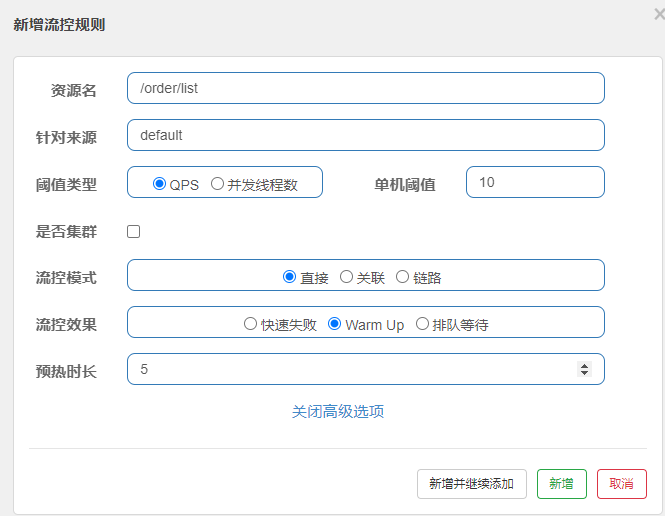 新增流控规则
×
资源名 /order/list
针对来源 default
阈值类型 QPS 并发线程数 单机阈值 10
是否集群
流控模式 直接 关联 链路
流控效果 快速失败 Warm Up 排队等待
预热时长 5
关闭高级选项
新增并继续添加 新增 取消